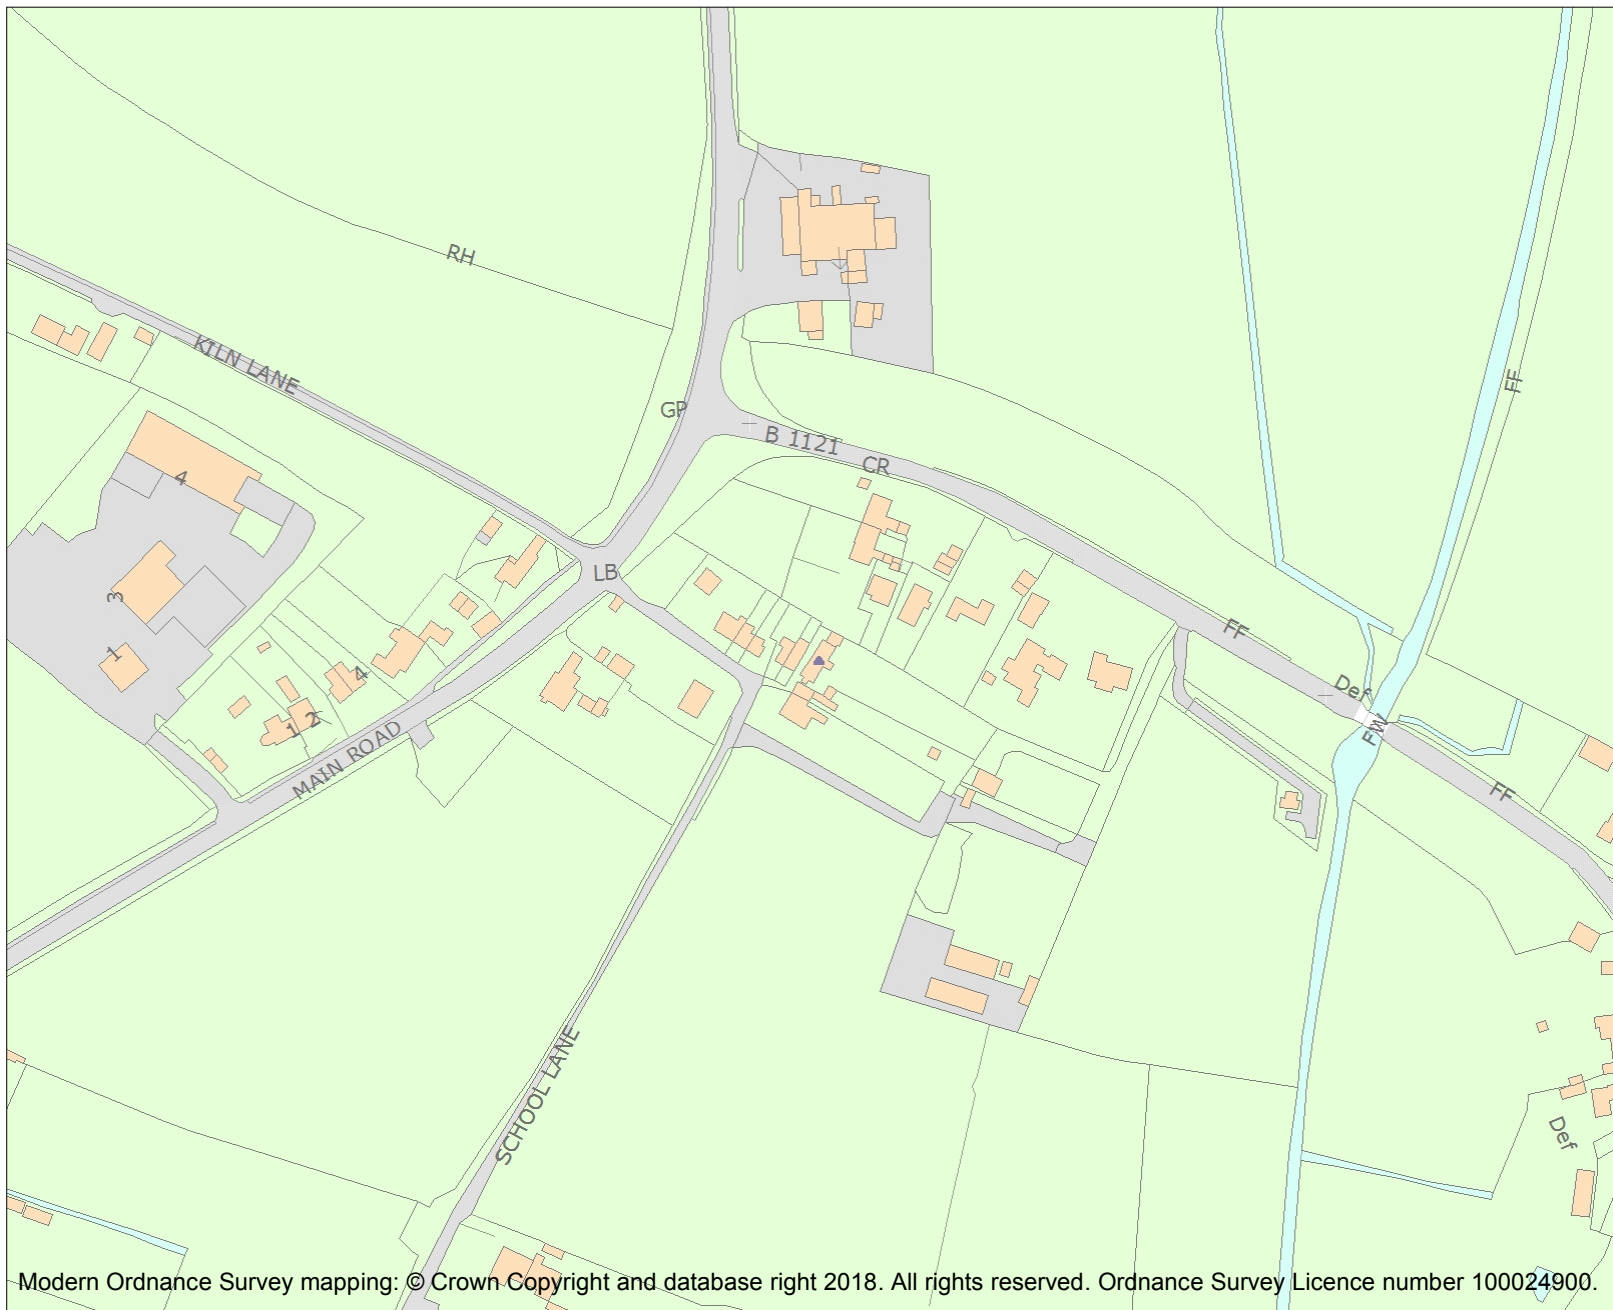 RH
KILN LANE
GP
B 1121
CR
FF
4
LB
3
1
4
FF
Def
FW
1 2
MAIN ROAD
FF
SCHOOL LANE
Def
Modern Ordnance Survey mapping: © Crown Copyright and database right 2018. All rights reserved. Ordnance Survey Licence number 100024900.